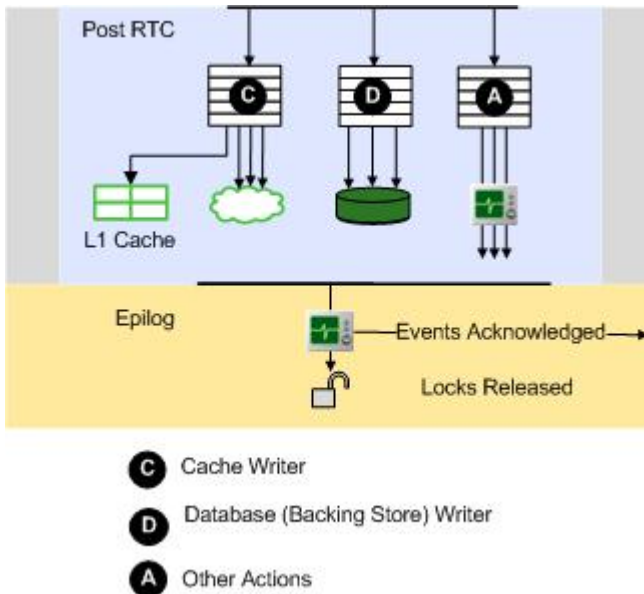 Post RTC
C
D
A
L1 Cache
Epilog
Events Acknowledged
Locks Released
C Cache Writer
D Database (Backing Store) Writer
A Other Actions